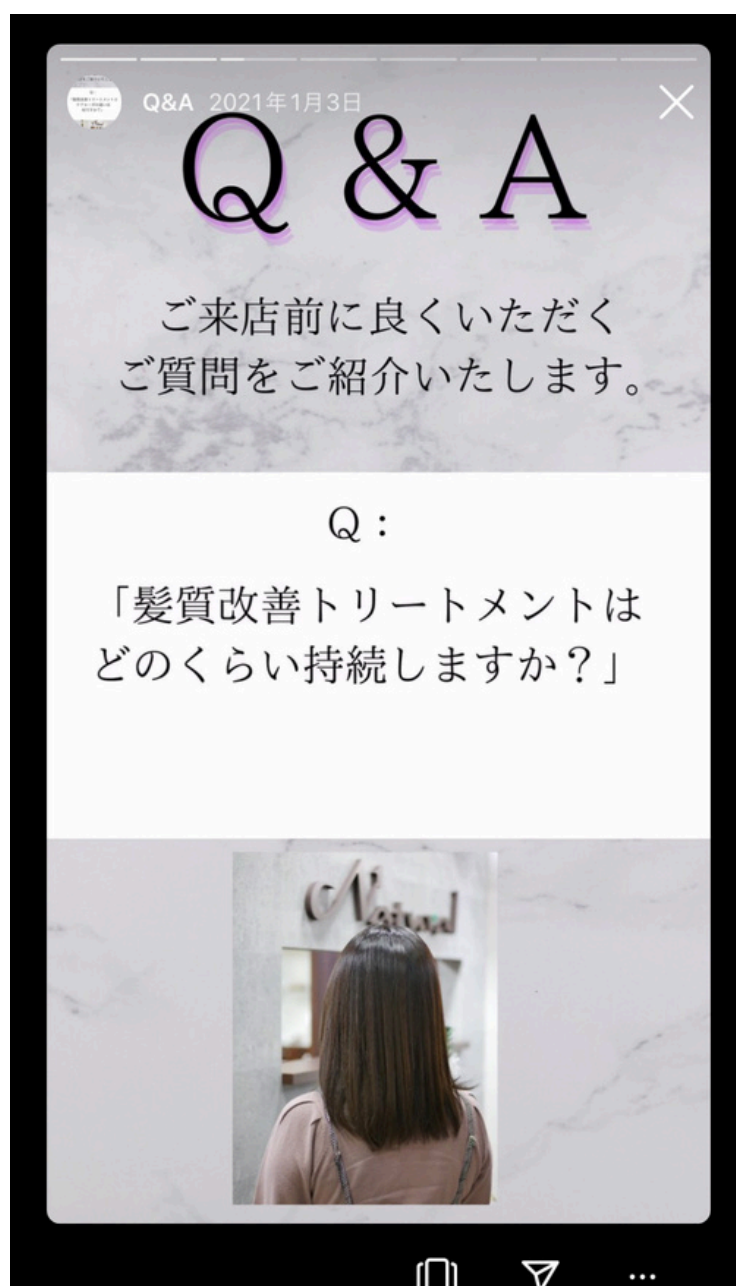 Q&A 2021年1月3日
Q & A
ご来店前に良くいただく
ご質問をご紹介いたします。
Q：
「髪質改善トリートメントは
どのくらい持続しますか？」
Natural